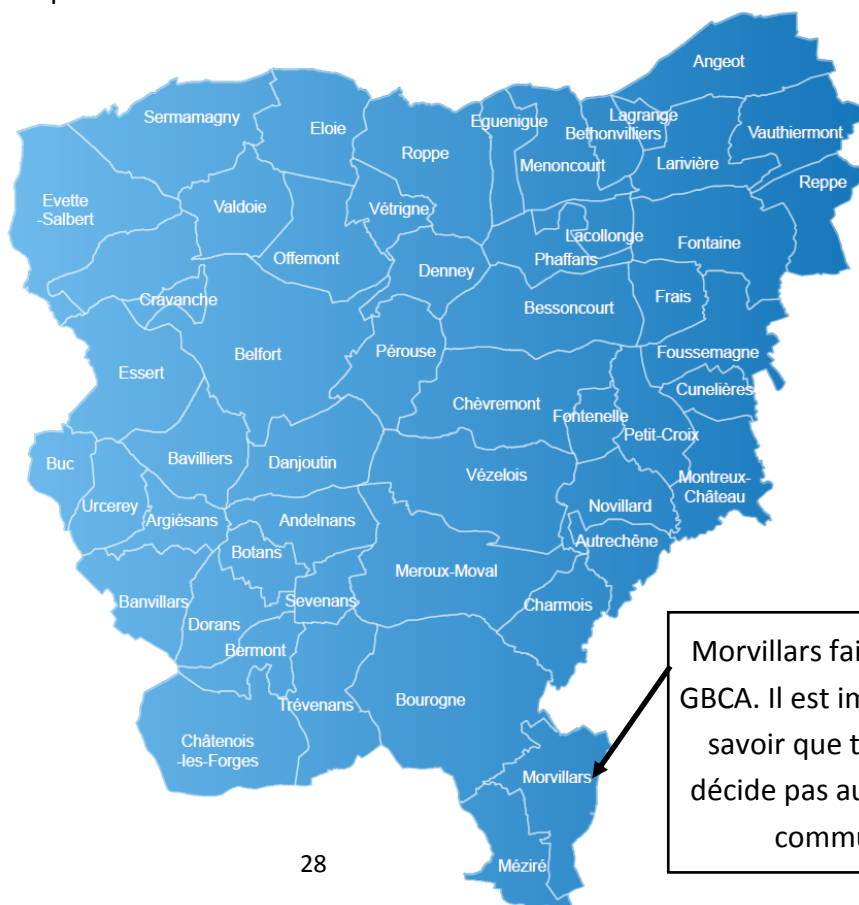 Angeot
Sermamagny
Eloie
Eguenigue
Lagrange
Bethonvilliers
Vauthiermont
Roppe
Menoncourt
Larivière
Reppe
Evette
-Salbert
Valdoie
Vétrigne
Lacollonge
Fontaine
Offemont
Phaffans
Denney
Cravanche
Bessoncourt
Frais
Belfort
Pérouse
Foussemagne
Essert
Cunelières
Chèvremont
Fontenelle
Petit-Croix
Buc
Bavilliers
Danjoutin
Vézelois
Montreux-
Château
Urcerey
Novillard
Argiésans
Andelnans
Autrechêne
Botans
Meroux-Moval
Banvillars
Sevenans
Charmois
Dorans
Bermont
Bourogne
Trévenans
Châtenois
-les-Forges
Morvillars
Méziré
Morvillars fai
GBCA. Il est im
savoir que t
décide pas au
commu
28